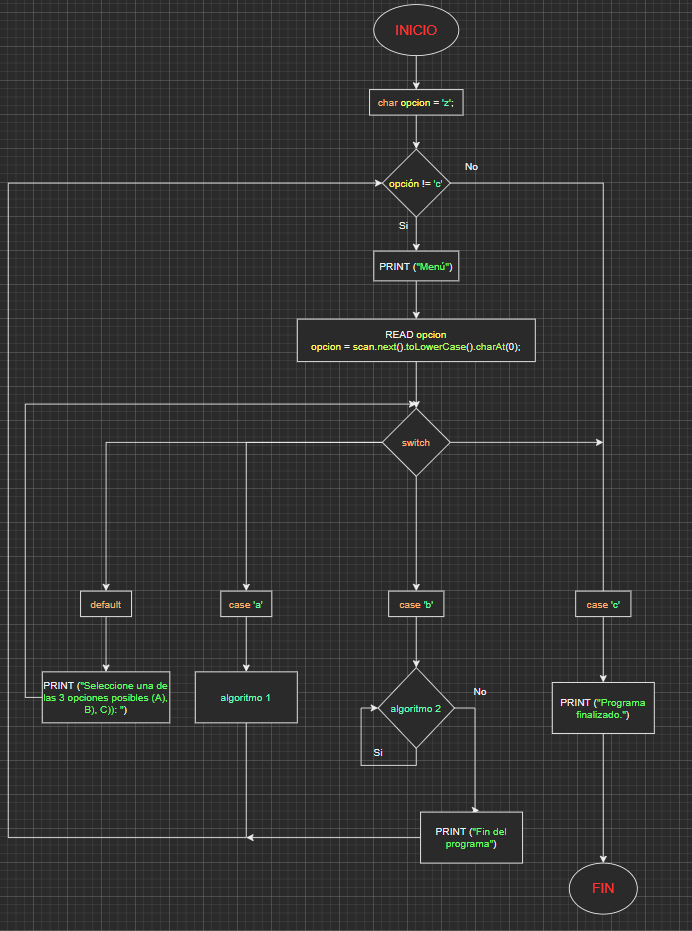 INICIO
char opcion = 'z';
No
opción != 'c'
Si
PRINT ("Menú")
READ opcion
opcion = scan.next().toLowerCase().charAt(0);
switch
default
case 'a'
case 'b'
case 'c'
PRINT ("Seleccione una de
las 3 opciones posibles (A),
B), C)): ")
algoritmo 1
algoritmo 2
No
Si
PRINT ("Programa
finalizado.")
PRINT ("Fin del
programa")
FIN